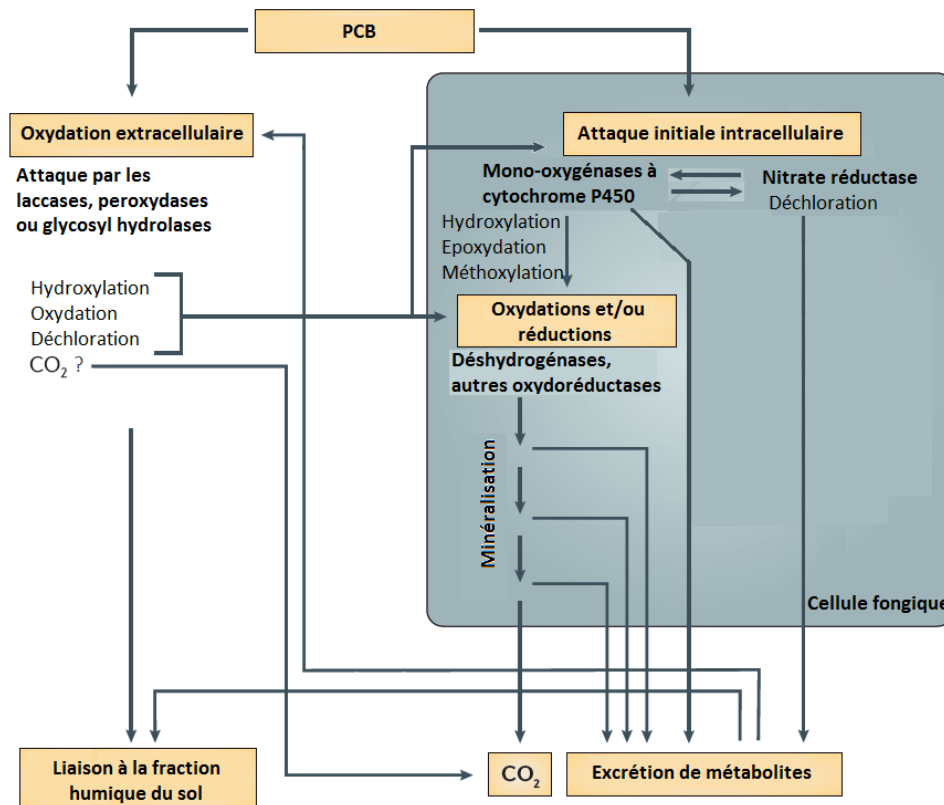 PCB
Oxydation extracellulaire
Attaque par les
laccases, peroxydases
ou glycosyl hydrolases
Hydroxylation
Oxydation
Déchloration
CO₂ ?
Attaque initiale intracellulaire
Mono-oxygénases à
cytochrome P450
Nitrate réductase
Déchloration
Hydroxylation
Epoxydation
Méthoxylation
Oxydations et/ou
réductions
Déshydrogénases,
autres oxydoréductases
Minéralisation
Cellule fongique
Liaison à la fraction
humique du sol
CO₂
Excrétion de métabolites